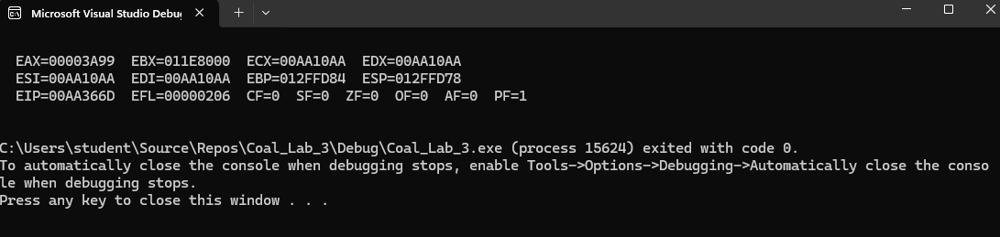 Microsoft Visual Studio Debu
EAX=00003A99  EBX=011E8000  ECX=00AA10AA  EDX=00AA10AA
ESI=00AA10AA  EDI=00AA10AA  EBP=012FFD84  ESP=012FFD78
EIP=00AA366D  EFL=00000206  CF=0  SF=0  ZF=0  OF=0  AF=0  PF=1
C:\Users\student\Source\Repos\Coal_Lab_3\Debug\Coal_Lab_3.exe (process 15624) exited with code 0.
To automatically close the console when debugging stops, enable Tools->Options->Debugging->Automatically close the conso
le when debugging stops.
Press any key to close this window . . .